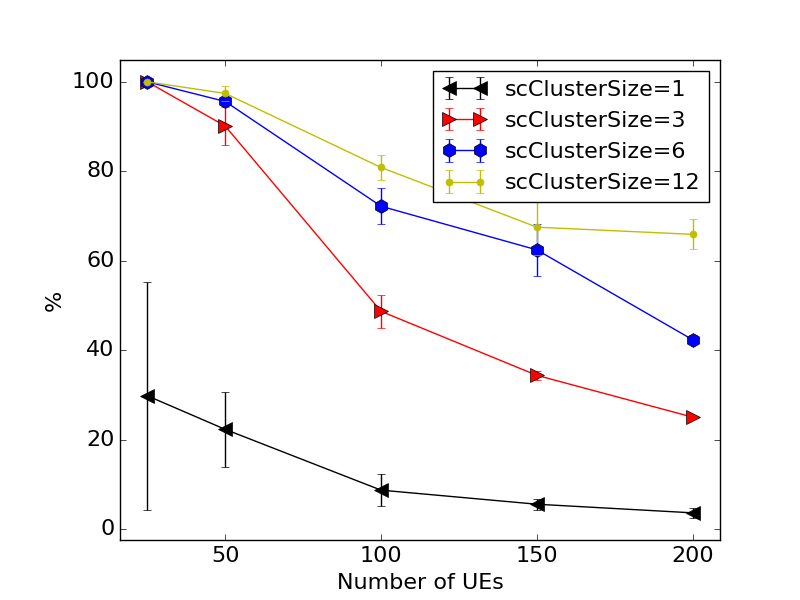 100
80
60
40
20
0
%
50
100
150
200
Number of UEs
scClusterSize=1
scClusterSize=3
scClusterSize=6
scClusterSize=12